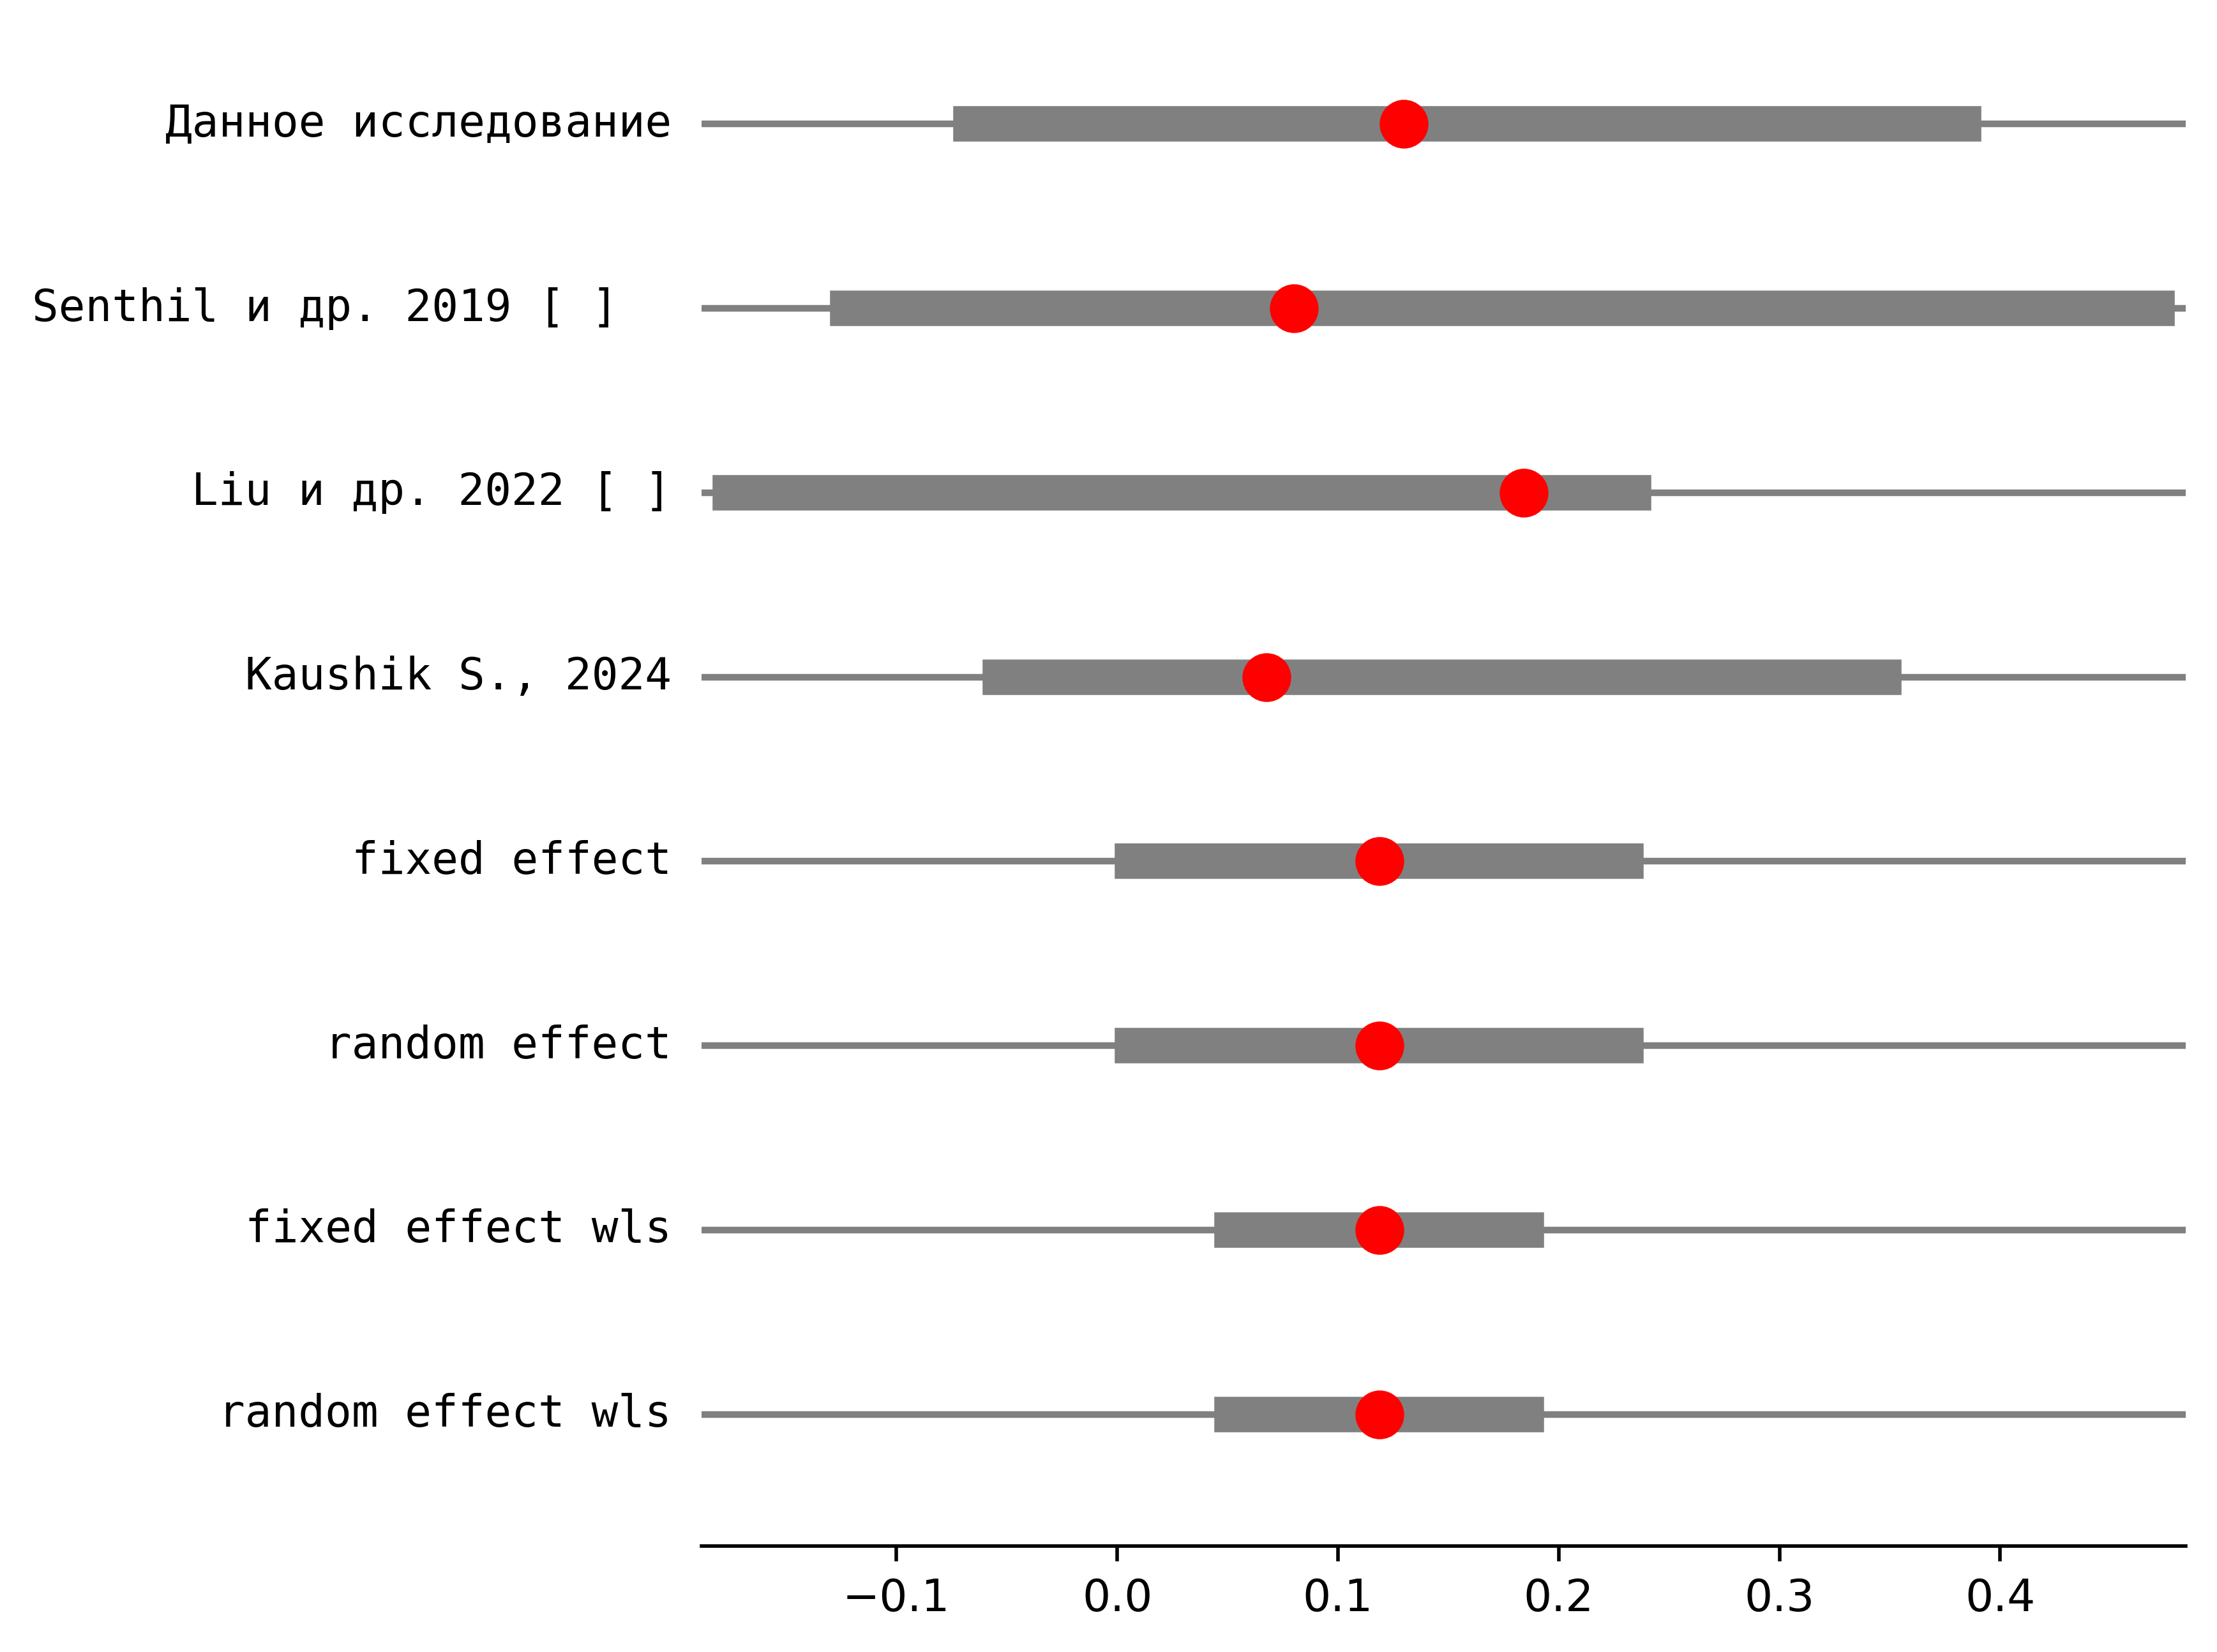 Данное исследование
Senthil и др. 2019 [ ]
Liu и др. 2022 [ ]
Kaushik S., 2024
fixed effect
random effect
fixed effect wls
random effect wls
−0.1 0.0 0.1 0.2 0.3 0.4